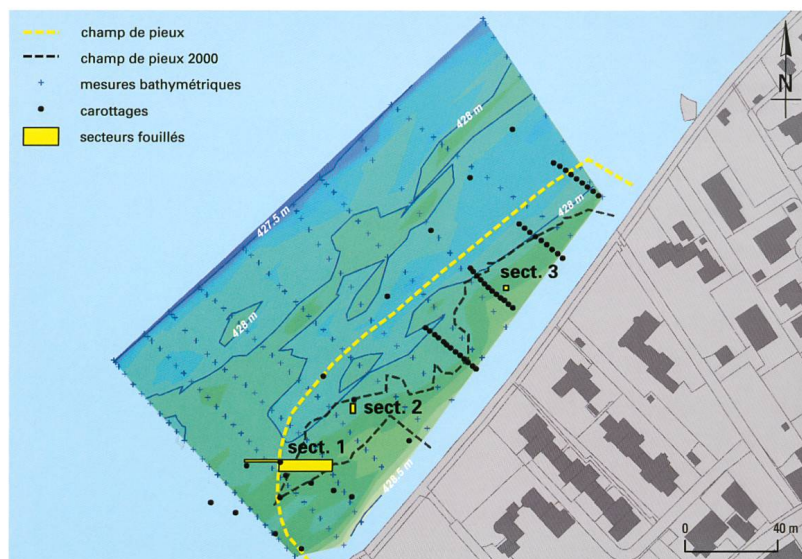 champ de pieux
champ de pieux 2000
mesures bathymétriques
carottages
secteurs fouillés
N
428 m
427.5 m
428 m
sect. 3
428 m
sect. 2
sect. 1
428.5 m
0 40 m